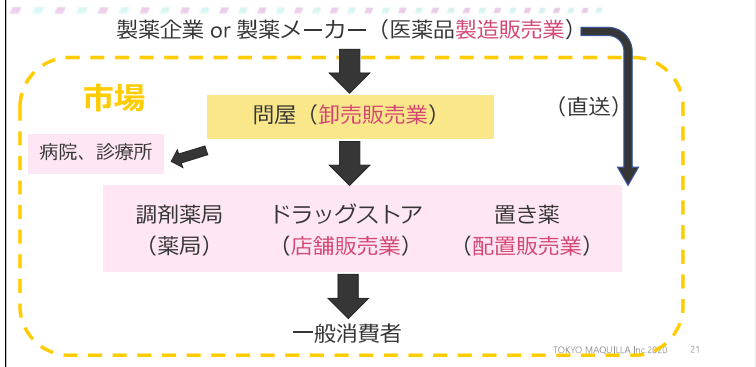 製薬企業 or 製薬メーカー（医薬品製造販売業）
市場
（直送）
問屋（卸売販売業）
病院、診療所
調剤薬局
（薬局）
ドラッグストア
（店舗販売業）
置き薬
（配置販売業）
一般消費者
TOKYO MAQUILLA Inc 2020
21